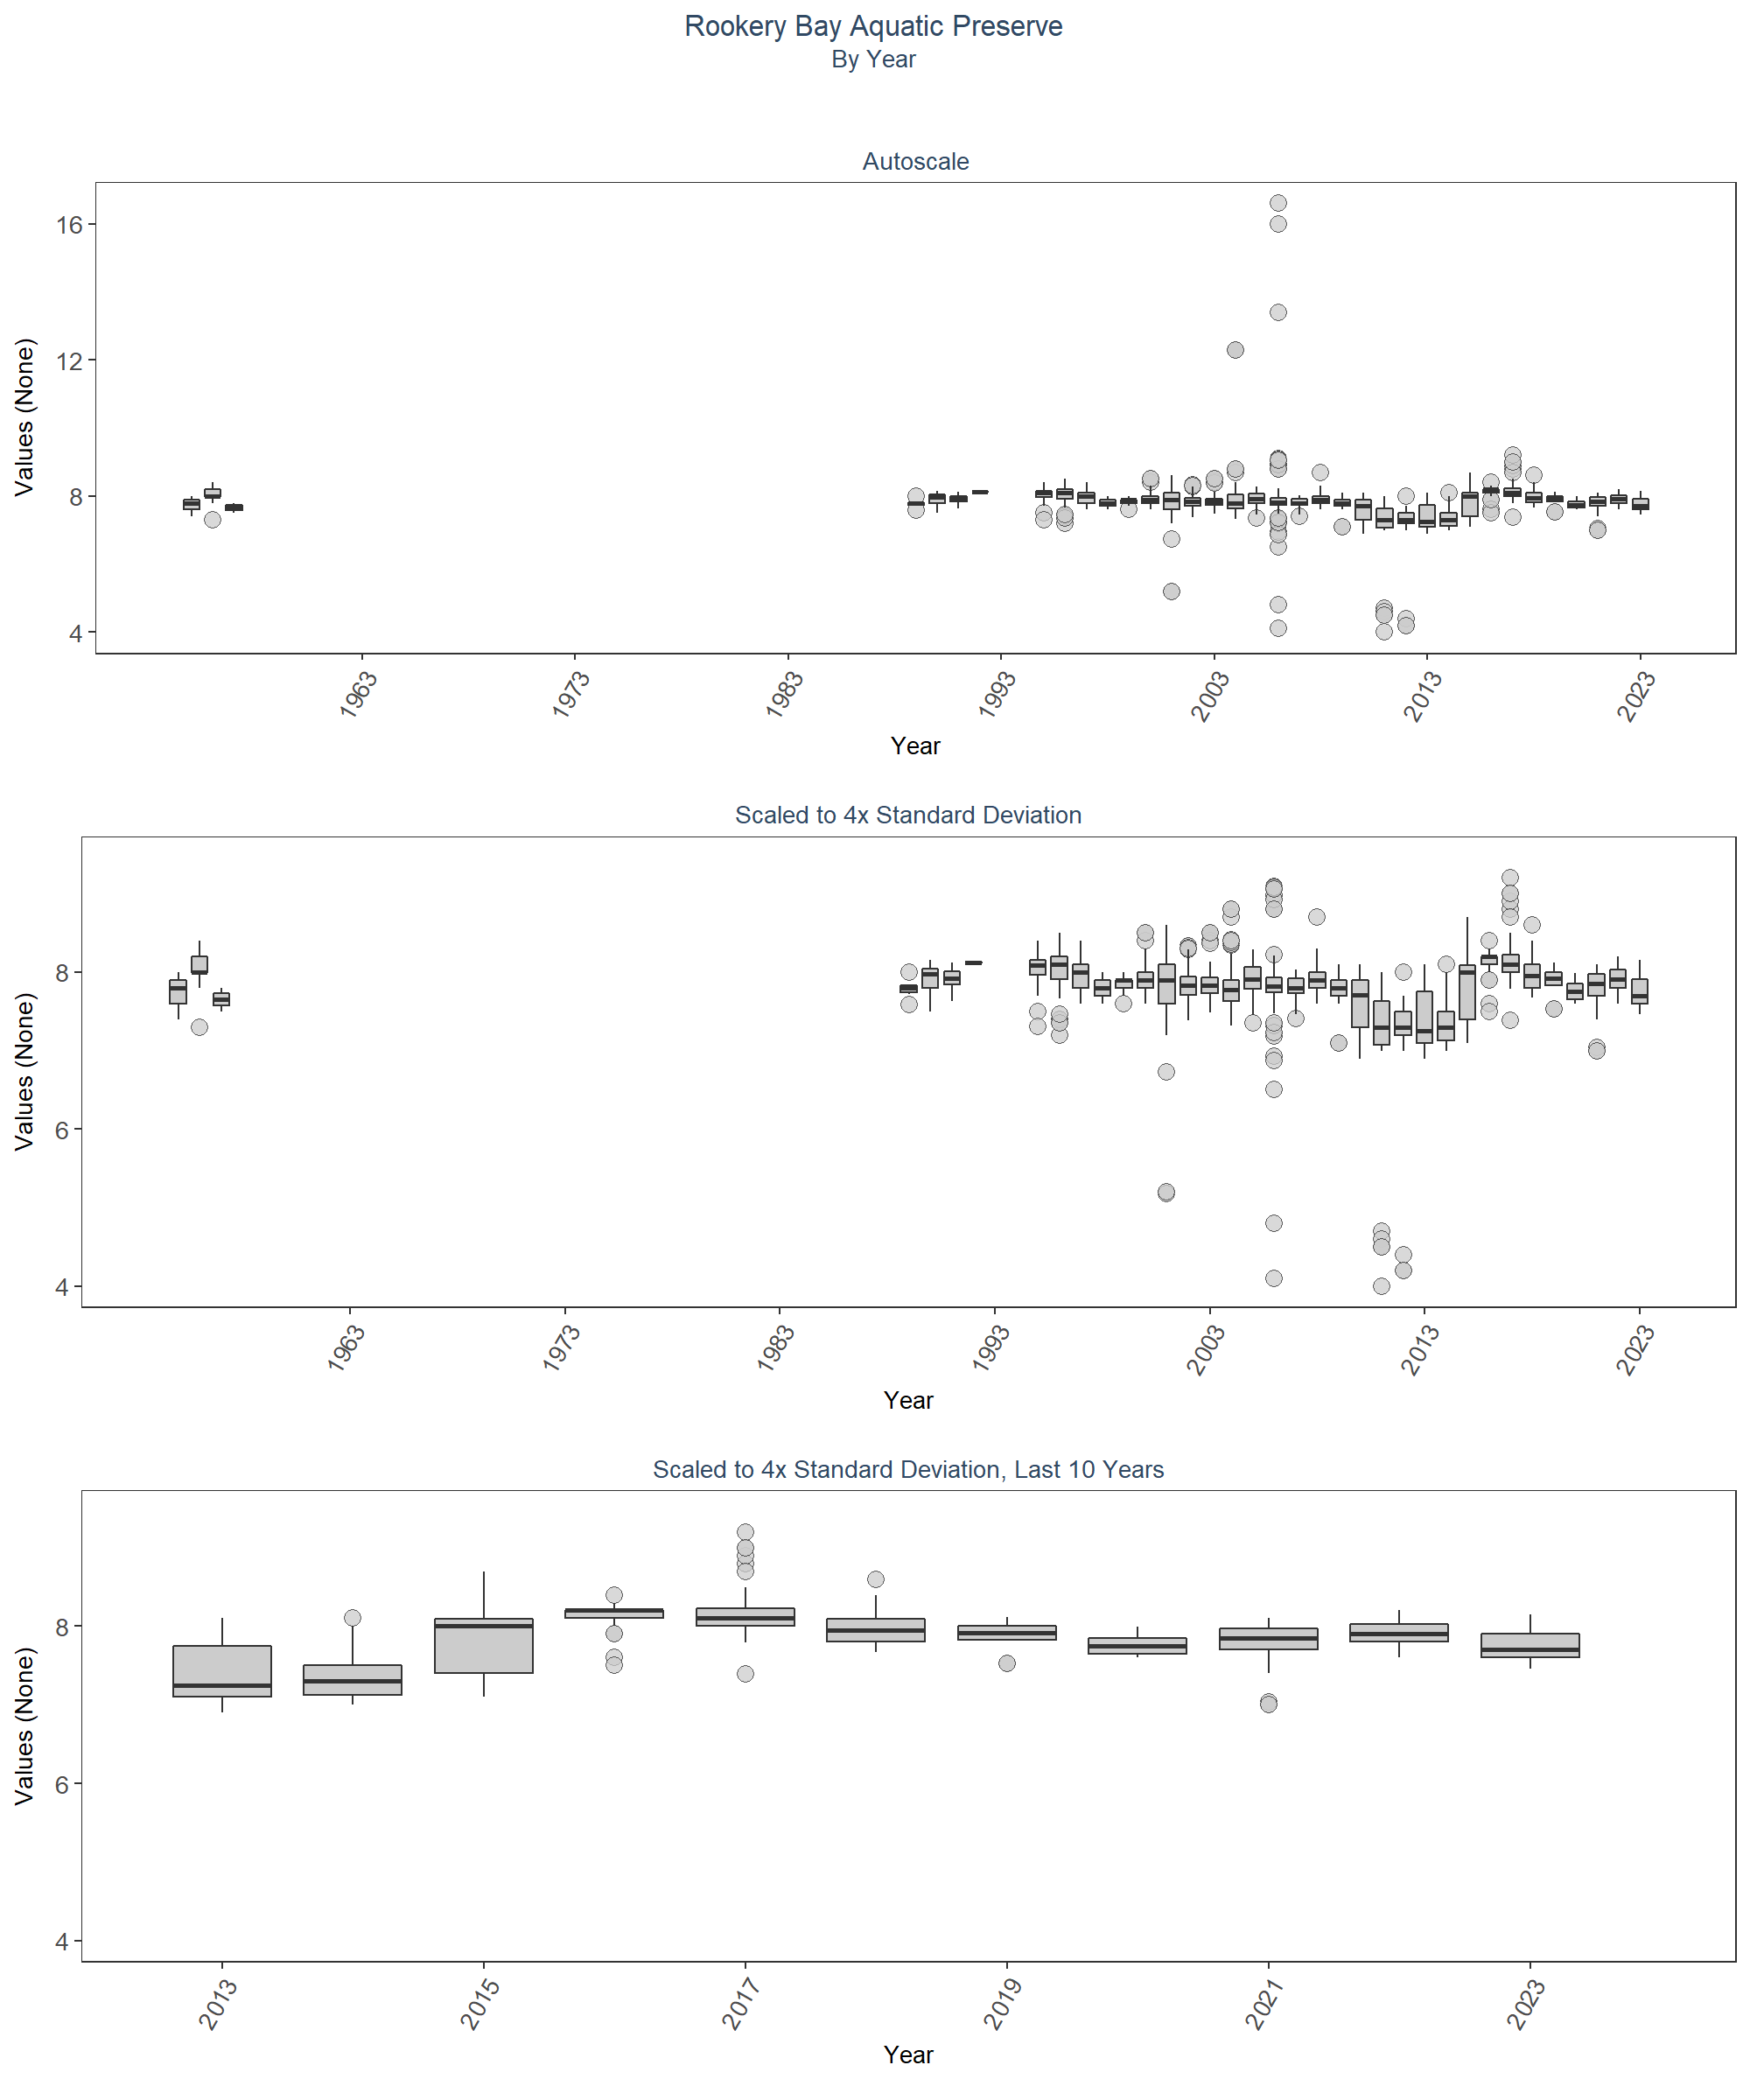 Rookery Bay Aquatic Preserve
By Year
Autoscale
Values (None)
16
12
8
4
1963 1973 1983 1993 2003 2013 2023
Year
Scaled to 4x Standard Deviation
Values (None)
8
6
4
1963 1973 1983 1993 2003 2013 2023
Year
Scaled to 4x Standard Deviation, Last 10 Years
Values (None)
8
6
4
2013 2015 2017 2019 2021 2023
Year